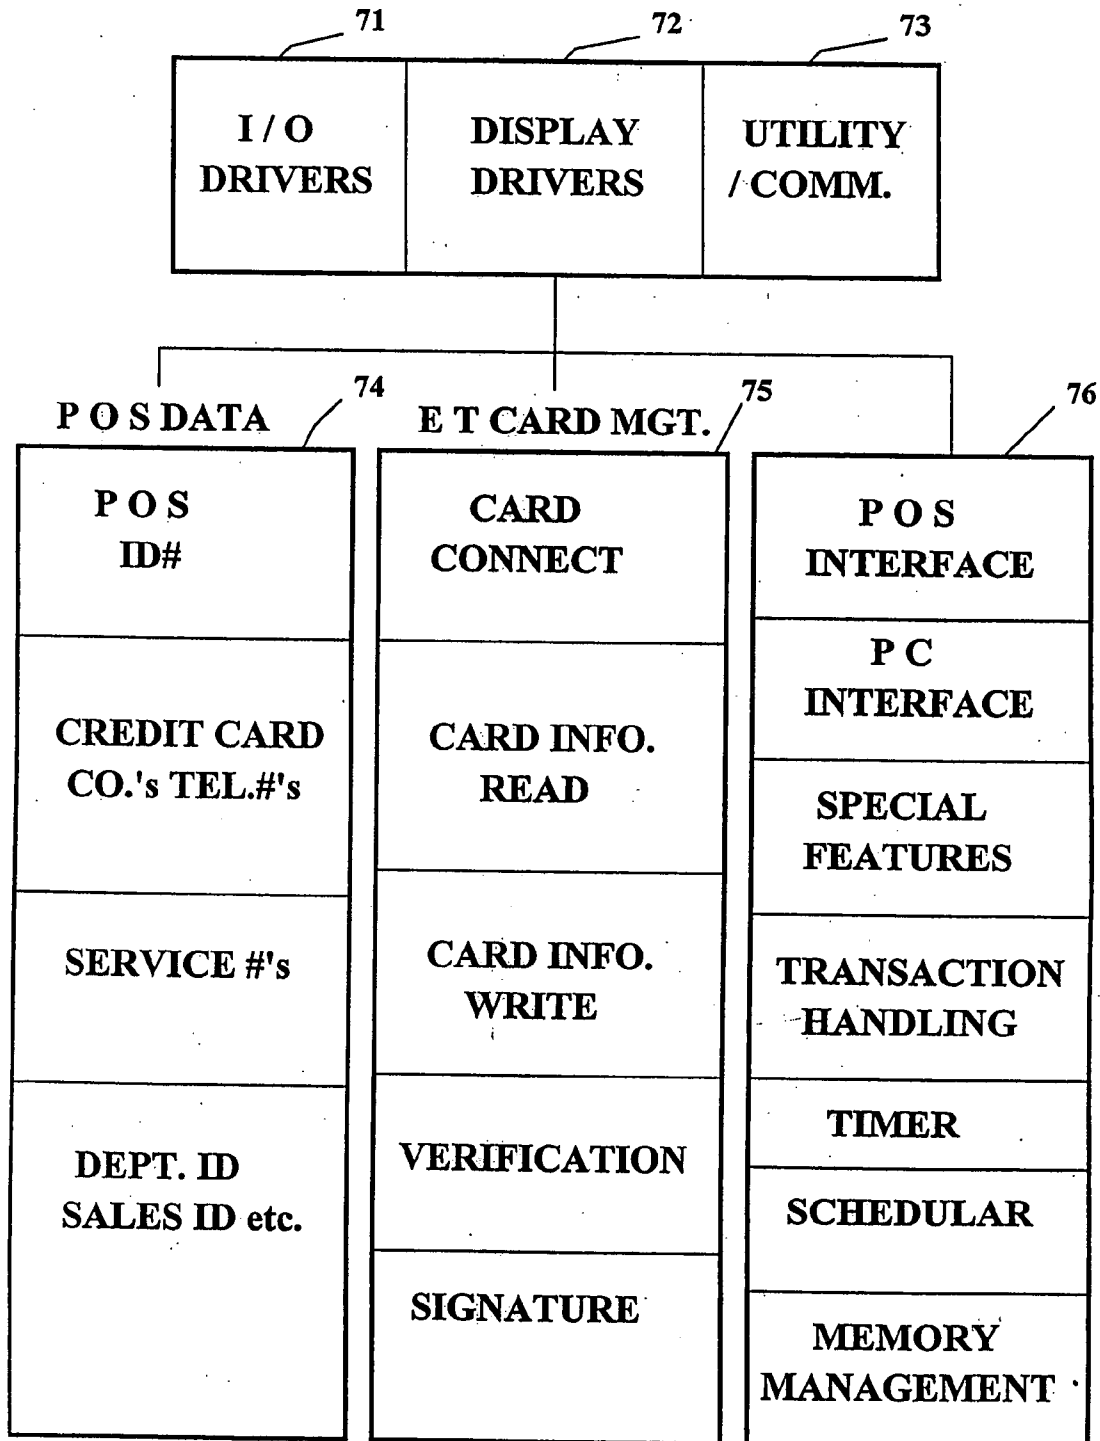 71
72
73
I / O
DRIVERS
DISPLAY
DRIVERS
UTILITY
/ COMM.
P O S DATA
74
P O S
ID#
CREDIT CARD
CO.'s TEL.#'s
SERVICE #'s
DEPT. ID
SALES ID etc.
E T CARD MGT.
75
CARD
CONNECT
CARD INFO.
READ
CARD INFO.
WRITE
VERIFICATION
SIGNATURE
76
P O S
INTERFACE
P C
INTERFACE
SPECIAL
FEATURES
TRANSACTION
HANDLING
TIMER
SCHEDULAR
MEMORY
MANAGEMENT